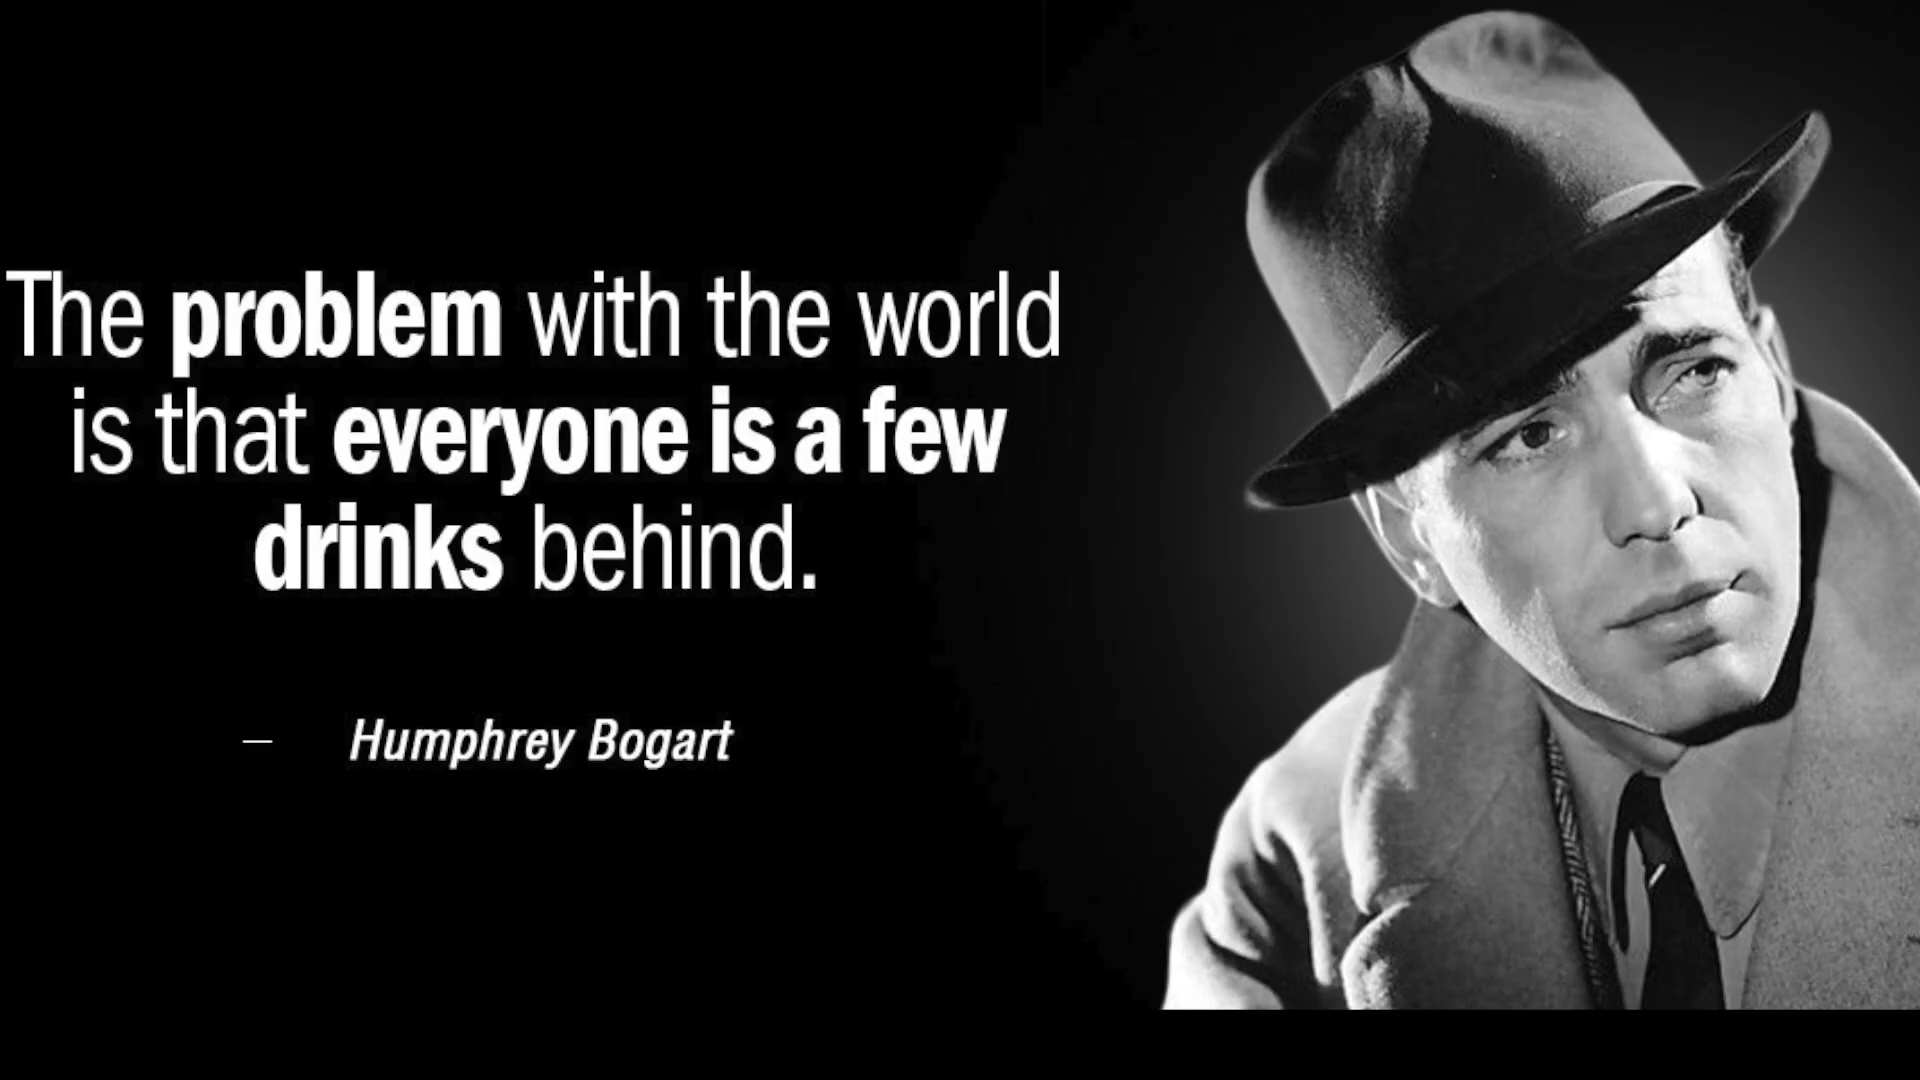 The problem with the world
is that everyone is a few
drinks behind.
— Humphrey Bogart